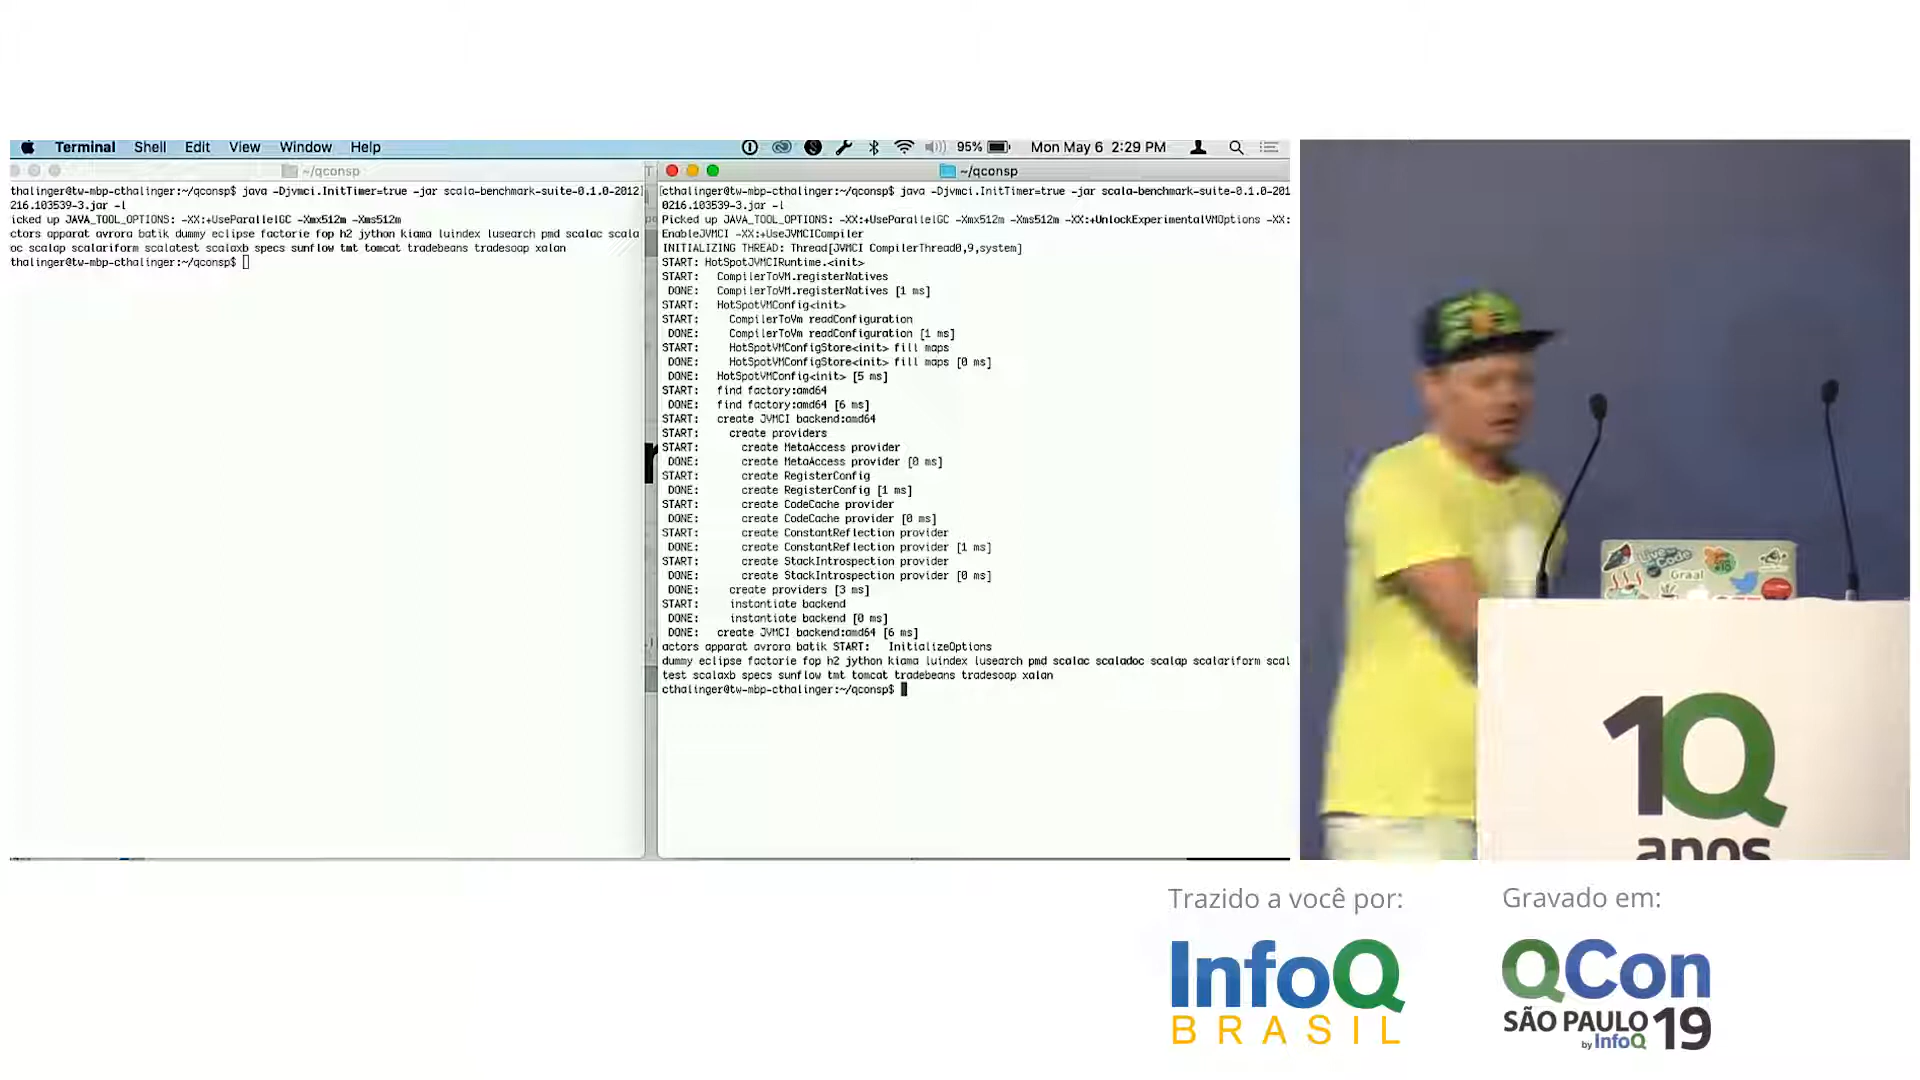 Terminal Shell Edit View Window Help 95% Mon May 6 2:29 PM
~/qconsp
thalinger@tw-mbp-cthalinger:~/qconsp$ java -Djvmci.InitTimer=true -jar scala-benchmark-suite-0.1.0-2012
216.103539-3.jar -l
icked up JAVA_TOOL_OPTIONS: -XX:+UseParallelGC -Xmx512m -Xms512m
ctors apparat avrora batik dummy eclipse factorie fop h2 jython kiama luindex lusearch pmd scalac scala
oc scalap scalariform scalatest scalaxb specs sunflow tmt tomcat tradebeans tradesoap xalan
thalinger@tw-mbp-cthalinger:~/qconsp$
~/qconsp
[cthalinger@tw-mbp-cthalinger:~/qconsp$ java -Djvmci.InitTimer=true -jar scala-benchmark-suite-0.1.0-201
0216.103539-3.jar -l
Picked up JAVA_TOOL_OPTIONS: -XX:+UseParallelGC -Xmx512m -Xms512m -XX:+UnlockExperimentalVMOptions -XX:
EnableJVMCI -XX:+UseJVMCICompiler
INITIALIZING THREAD: Thread[JVMCI CompilerThread0,9,system]
START: HotSpotJVMCIRuntime.<init>
START: CompilerToVM.registerNatives
DONE: CompilerToVM.registerNatives [1 ms]
START: HotSpotVMConfig<init>
START: CompilerToVm readConfiguration
DONE: CompilerToVm readConfiguration [1 ms]
START: HotSpotVMConfigStore<init> fill maps
DONE: HotSpotVMConfigStore<init> fill maps [0 ms]
DONE: HotSpotVMConfig<init> [5 ms]
START: find factory:amd64
DONE: find factory:amd64 [6 ms]
START: create JVMCI backend:amd64
START: create providers
START: create MetaAccess provider
DONE: create MetaAccess provider [0 ms]
START: create RegisterConfig
DONE: create RegisterConfig [1 ms]
START: create CodeCache provider
DONE: create CodeCache provider [0 ms]
START: create ConstantReflection provider
DONE: create ConstantReflection provider [1 ms]
START: create StackIntrospection provider
DONE: create StackIntrospection provider [0 ms]
DONE: create providers [3 ms]
START: instantiate backend
DONE: instantiate backend [0 ms]
DONE: create JVMCI backend:amd64 [6 ms]
actors apparat avrora batik START: InitializeOptions
dummy eclipse factorie fop h2 jython kiama luindex lusearch pmd scalac scaladoc scalap scalariform scal
test scalaxb specs sunflow tmt tomcat tradebeans tradesoap xalan
cthalinger@tw-mbp-cthalinger:~/qconsp$
Live Code
Graal
1Q
anos
Trazido a você por:
InfoQ
BRASIL
Gravado em:
QCon
SÃO PAULO 19
by InfoQ